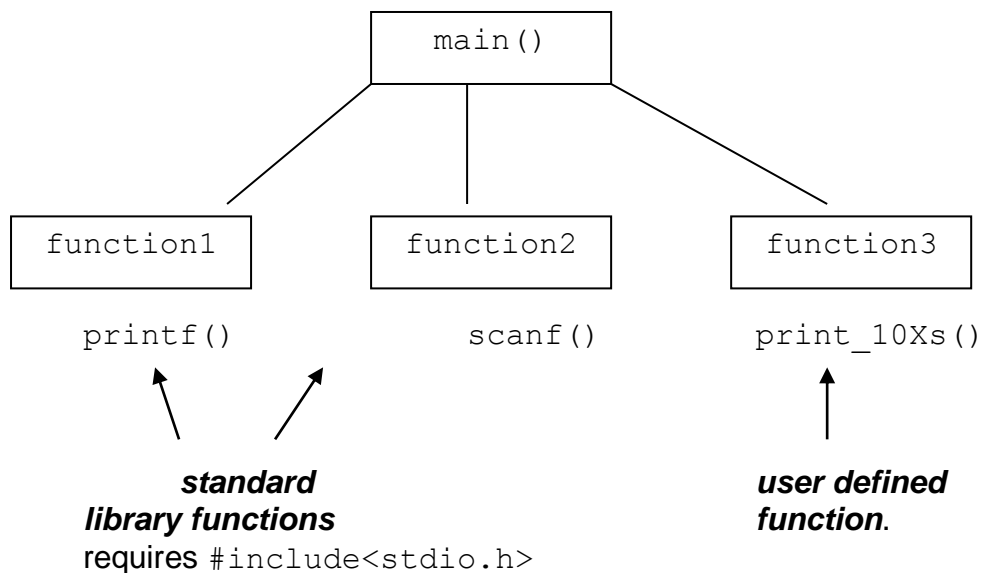 main()
function1 function2 function3
printf() scanf() print_10Xs()
standard user defined
library functions function.
requires #include<stdio.h>